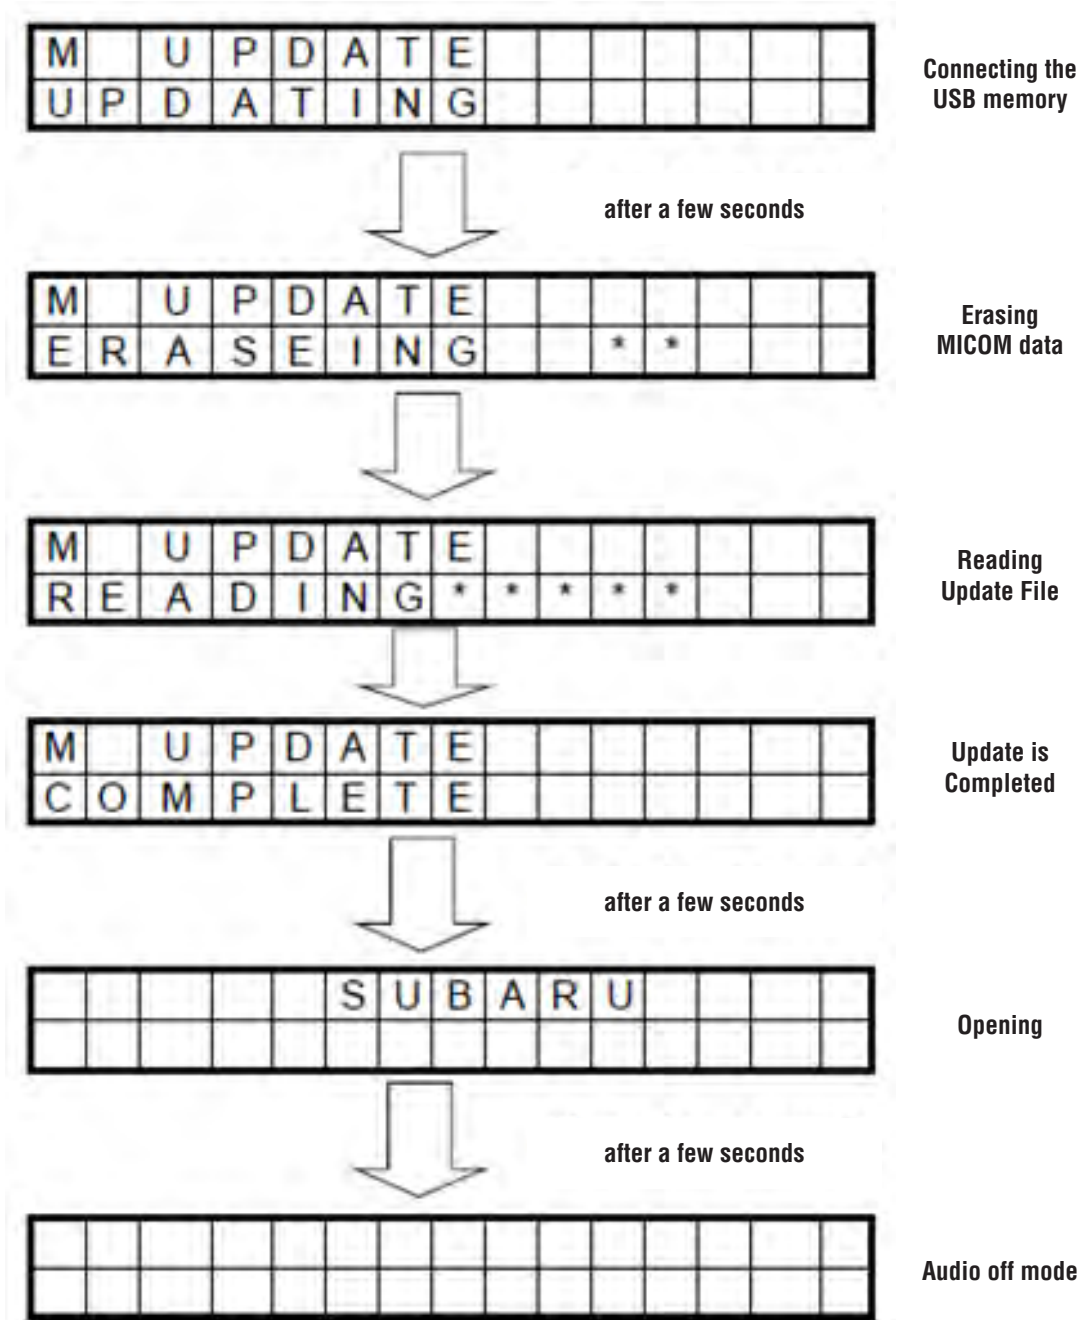 M UPDATE
UPDATING
Connecting the
USB memory
after a few seconds
M UPDATE
ERASEING **
Erasing
MICOM data
M UPDATE
READING*****
Reading
Update File
M UPDATE
COMPLETE
Update is
Completed
after a few seconds
SUBARU
Opening
after a few seconds
Audio off mode